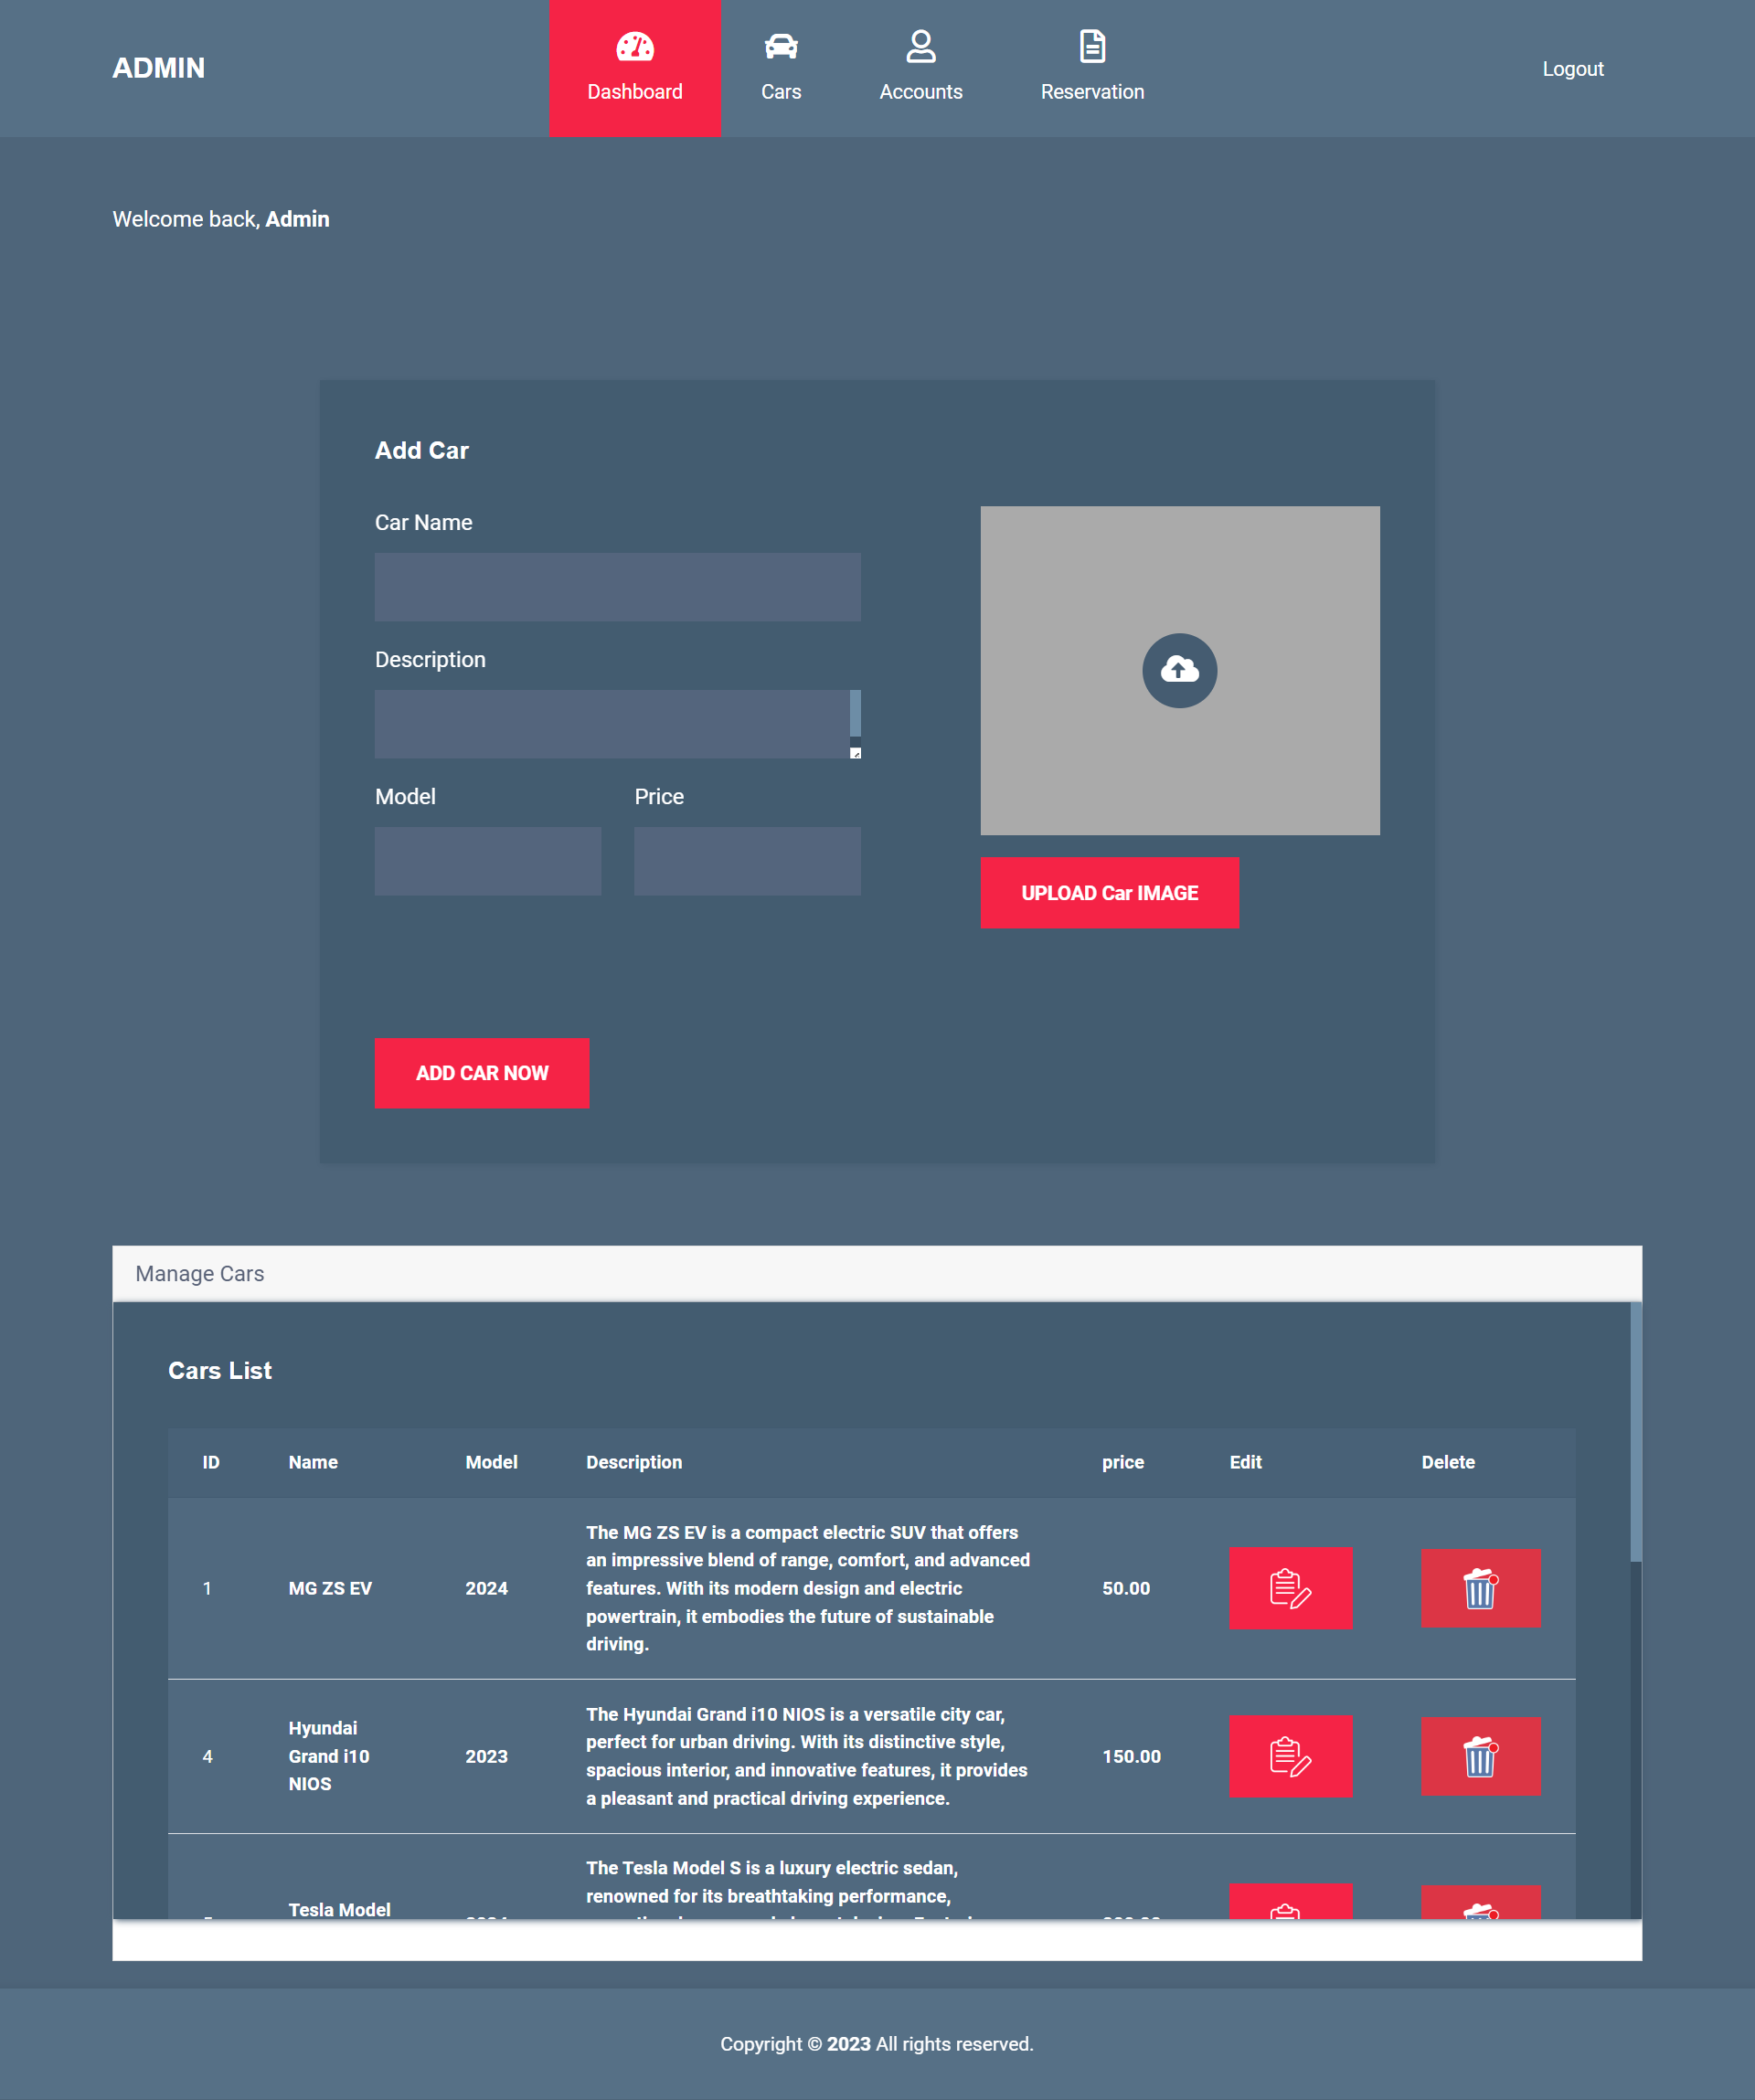 ADMIN
Dashboard
Cars
Accounts
Reservation
Logout
Welcome back, Admin
Add Car
Car Name
Description
Model
Price
UPLOAD Car IMAGE
ADD CAR NOW
Manage Cars
Cars List
ID Name Model Description price Edit Delete
1 MG ZS EV 2024
The MG ZS EV is a compact electric SUV that offers
an impressive blend of range, comfort, and advanced
features. With its modern design and electric
powertrain, it embodies the future of sustainable
driving.
50.00
4
Hyundai
Grand i10
NIOS
2023
The Hyundai Grand i10 NIOS is a versatile city car,
perfect for urban driving. With its distinctive style,
spacious interior, and innovative features, it provides
a pleasant and practical driving experience.
150.00
Tesla Model
The Tesla Model S is a luxury electric sedan,
renowned for its breathtaking performance,
Copyright © 2023 All rights reserved.